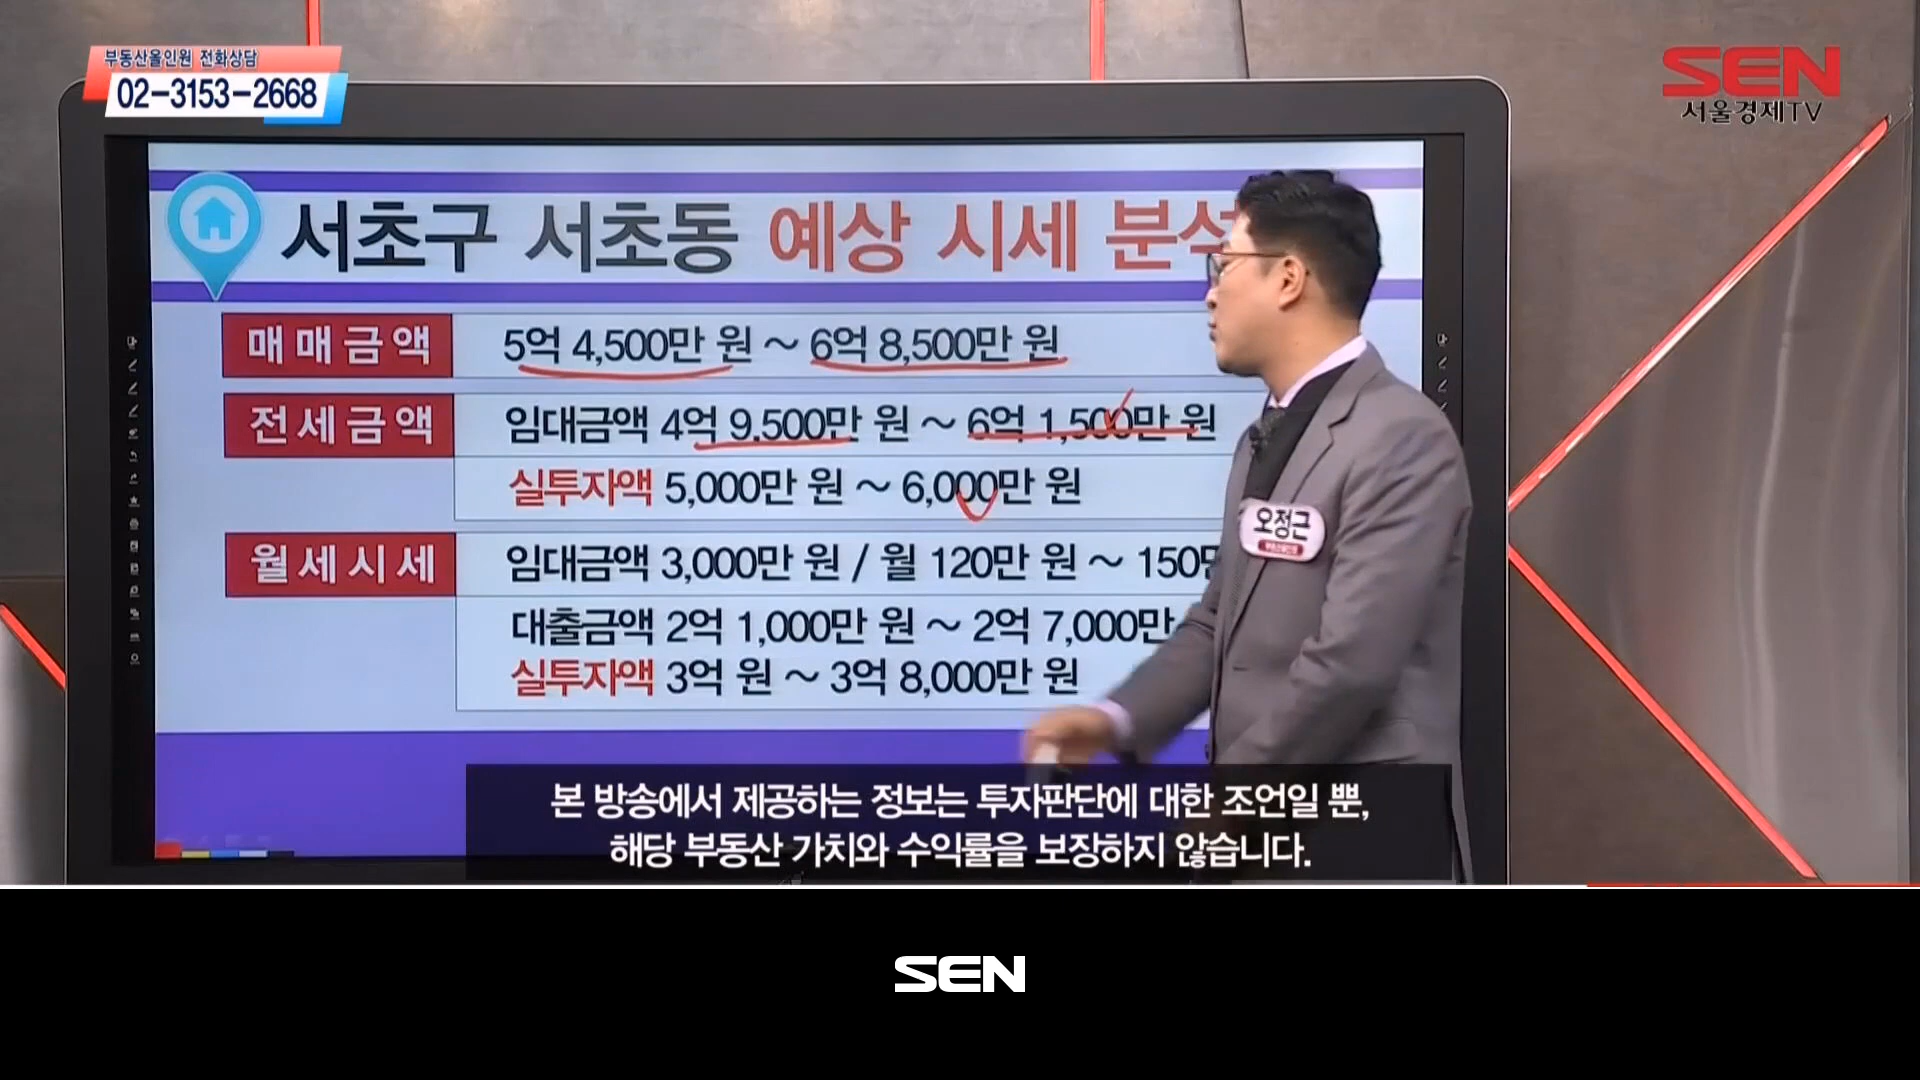 부동산올인원 전화상담
02-3153-2668
SEN
서울경제TV
서초구 서초동 예상 시세
매매금액 5억 4,500만 원 ~ 6억 8,500만 원
전세금액 임대금액 4억 9,500만 원 ~ 6억 1,500만 원
실투자액 5,000만 원 ~ 6,000만 원
오정근
월세시세 임대금액 3,000만 원 / 월 120만 원 ~
대출금액 2억 1,000만 원 ~ 2억 7,000만
실투자액 3억 원 ~ 3억 8,000만 원
본 방송에서 제공하는 정보는 투자판단에 대한 조언일 뿐,
해당 부동산 가치와 수익률을 보장하지 않습니다.
SEN